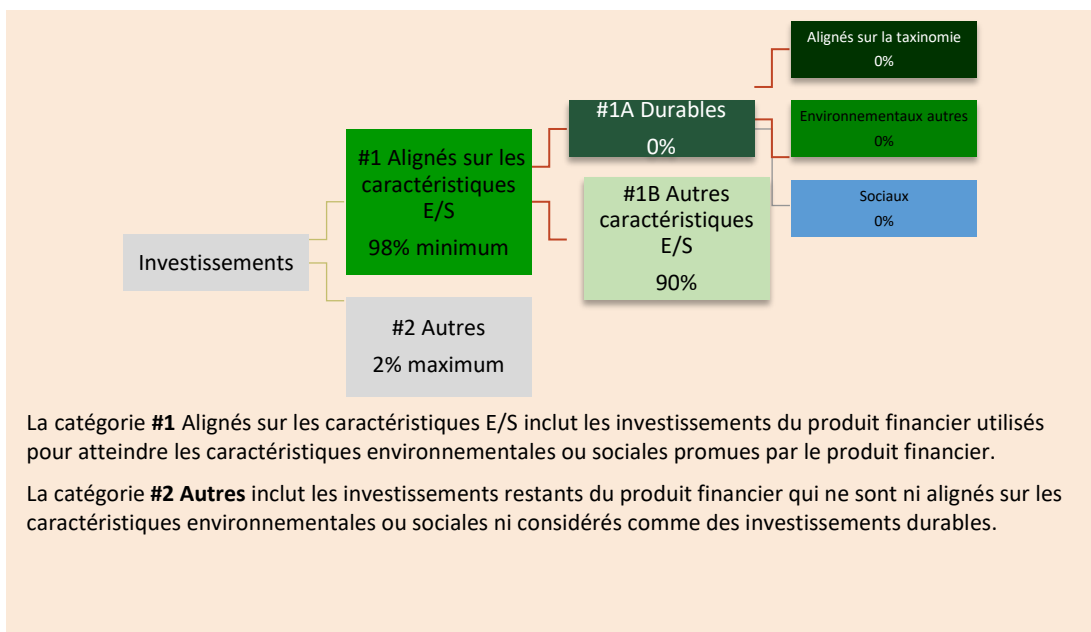 Investissements
#1 Alignés sur les
caractéristiques
E/S
98% minimum
#2 Autres
2% maximum
#1A Durables
0%
#1B Autres
caractéristiques
E/S
90%
Alignés sur la taxinomie
0%
Environnementaux autres
0%
Sociaux
0%
La catégorie #1 Alignés sur les caractéristiques E/S inclut les investissements du produit financier utilisés
pour atteindre les caractéristiques environnementales ou sociales promues par le produit financier.
La catégorie #2 Autres inclut les investissements restants du produit financier qui ne sont ni alignés sur les
caractéristiques environnementales ou sociales ni considérés comme des investissements durables.